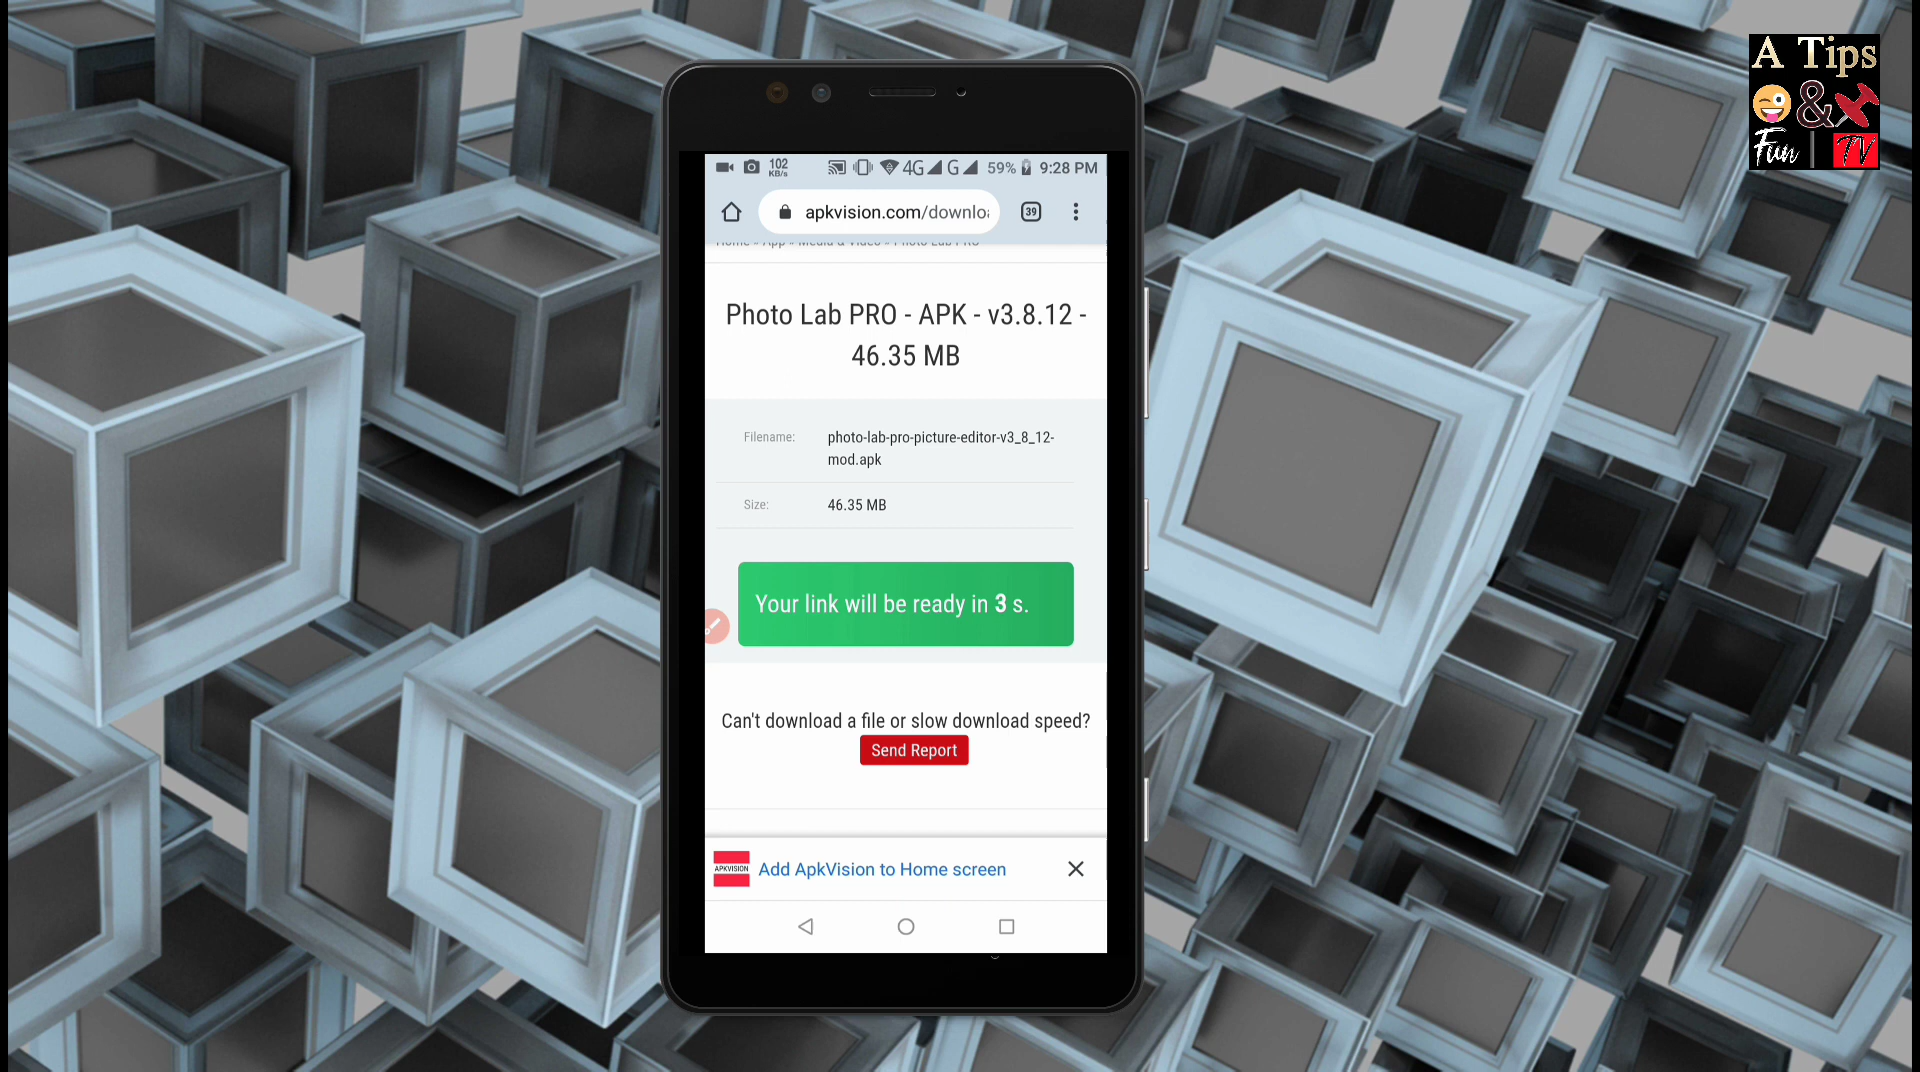 A Tips
&
Fun | TV
102
KB/s
4G G 59% 9:28 PM
apkvision.com/downloa
39
Home » App » Media & Video » Photo Lab PRO
Photo Lab PRO - APK - v3.8.12 -
46.35 MB
Filename: photo-lab-pro-picture-editor-v3_8_12-
mod.apk
Size: 46.35 MB
Your link will be ready in 3 s.
Can't download a file or slow download speed?
Send Report
APKVISION Add ApkVision to Home screen